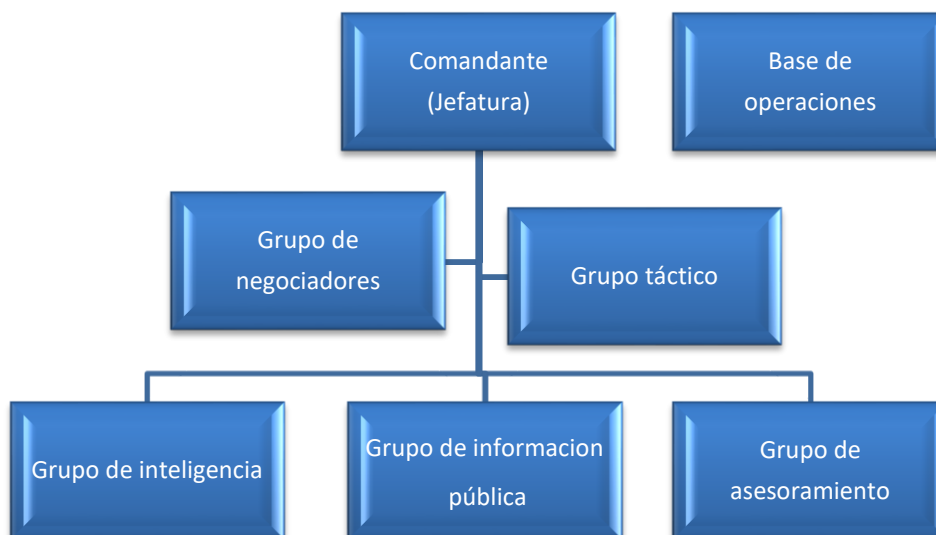 Comandante
(Jefatura)
Base de
operaciones
Grupo de
negociadores
Grupo táctico
Grupo de inteligencia
Grupo de informacion
pública
Grupo de
asesoramiento